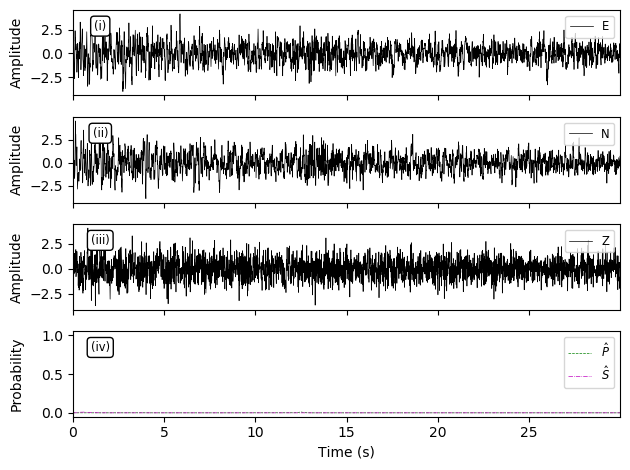 (i)
E
Amplitude
2.5
0.0
−2.5
(ii)
N
Amplitude
2.5
0.0
−2.5
(iii)
Z
Amplitude
2.5
0.0
−2.5
(iv)
P̂
Ŝ
Probability
1.0
0.5
0.0
0 5 10 15 20 25
Time (s)